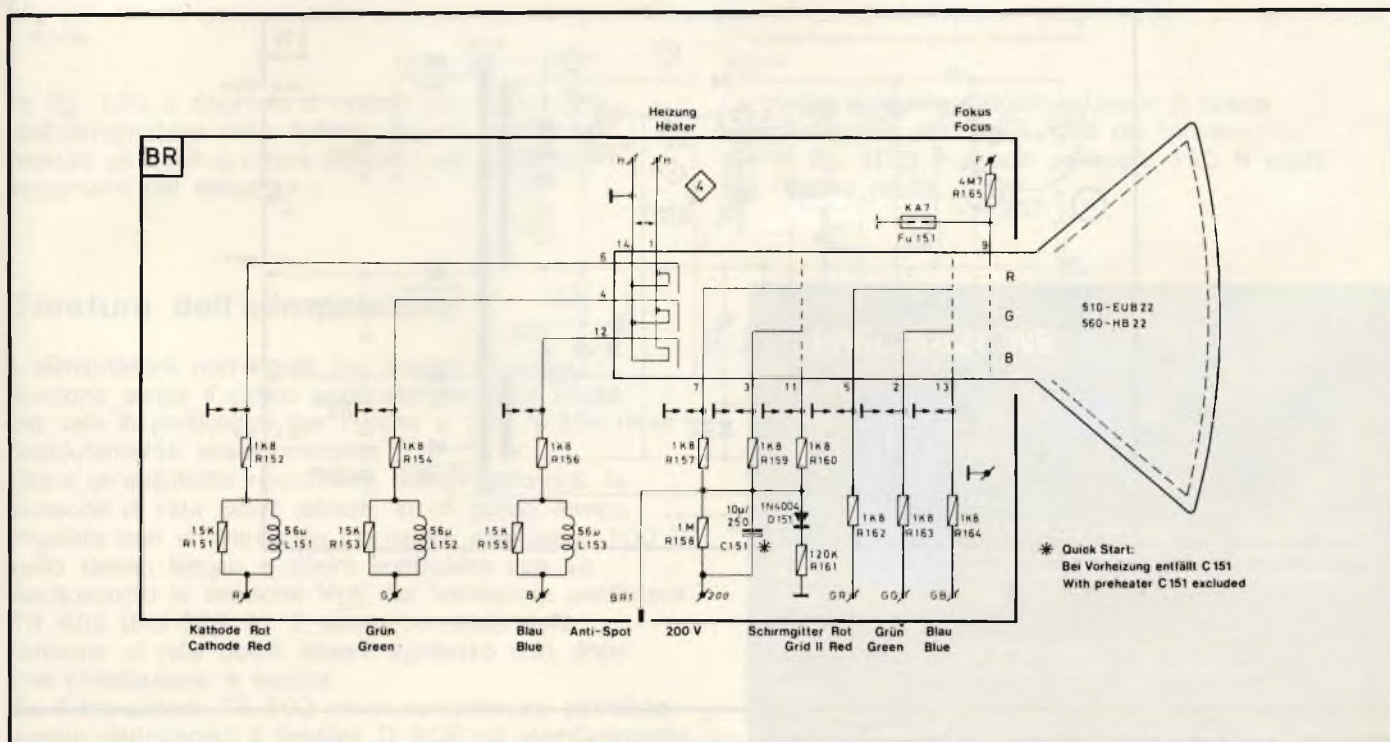 Heizung
Heater
Fokus
Focus
BR
H
H
4
F
4M7
R165
KA7
Fu151
14
1
9
6
4
12
R
G
B
510-EUB22
560-HB22
7
3
11
5
2
13
1K8
R152
1K8
R154
1K8
R156
1K8
R157
1K8
R159
1K8
R160
15K
R151
56µ
L151
15K
R153
56µ
L152
15K
R155
56µ
L153
1M
R158
10µ/
250
C151
1N4004
D151
120K
R161
1K8
R162
1K8
R163
1K8
R164
R
G
B
BR1
200
GR
GG
GB
* Quick Start:
Bei Vorheizung entfällt C151
With preheater C151 excluded
Kathode Rot
Cathode Red
Grün
Green
Blau
Blue
Anti-Spot
200 V
Schirmgitter Rot
Grid II Red
Grün
Green
Blau
Blue